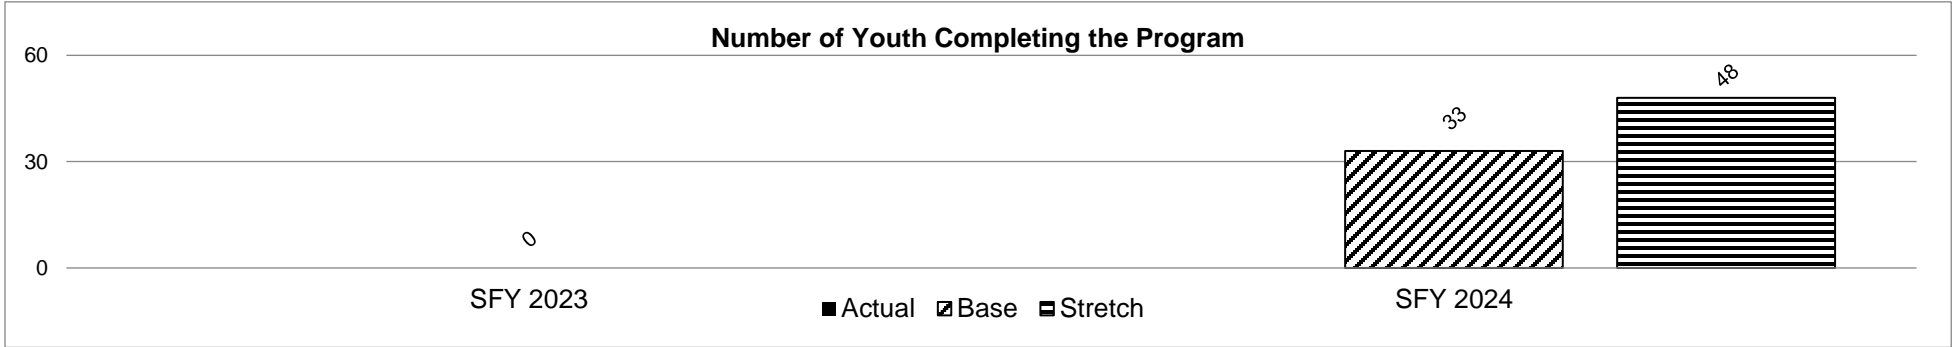 Number of Youth Completing the Program
60
30
0
0
33
48
SFY 2023
SFY 2024
Actual Base Stretch